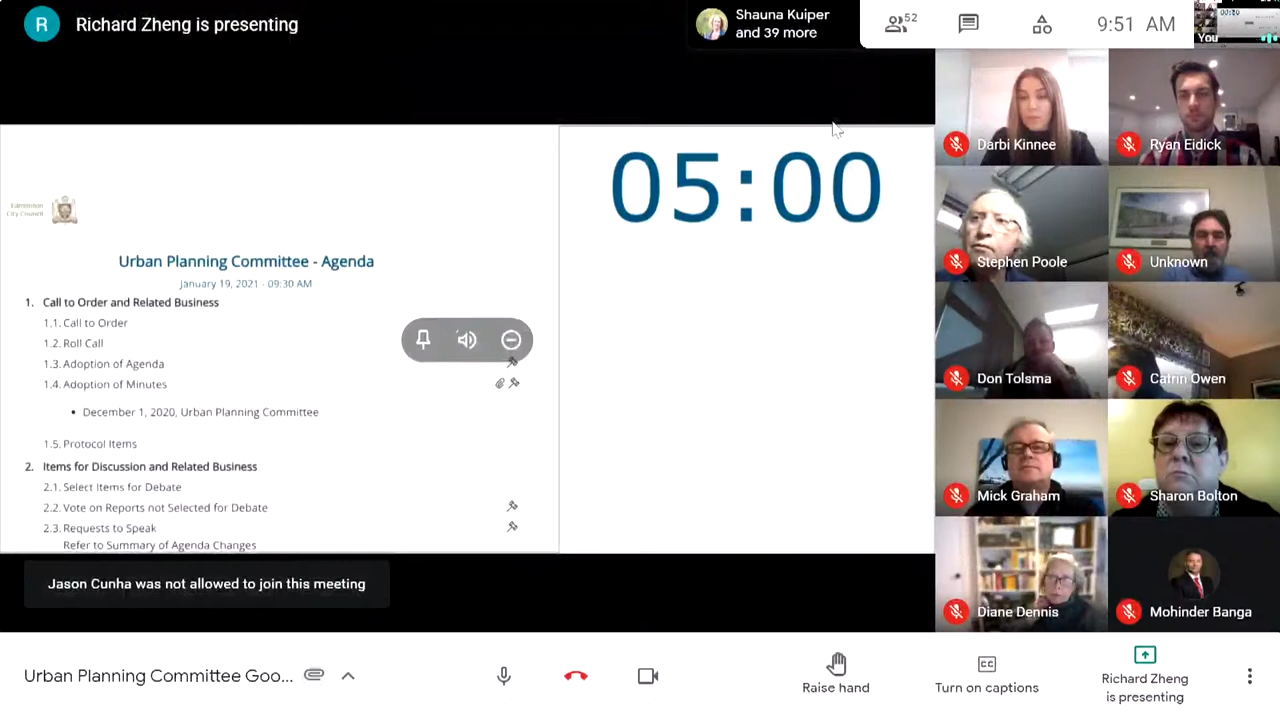 R
Richard Zheng is presenting
Shauna Kuiper
and 39 more
52
9:51 AM
You
05:00
Edmonton
City Council
Urban Planning Committee - Agenda
January 19, 2021 - 09:30 AM
1. Call to Order and Related Business
1.1. Call to Order
1.2. Roll Call
1.3. Adoption of Agenda
1.4. Adoption of Minutes
• December 1, 2020, Urban Planning Committee
1.5. Protocol Items
2. Items for Discussion and Related Business
2.1. Select Items for Debate
2.2. Vote on Reports not Selected for Debate
2.3. Requests to Speak
Refer to Summary of Agenda Changes
Jason Cunha was not allowed to join this meeting
Darbi Kinnee
Ryan Eidick
Stephen Poole
Unknown
Don Tolsma
Catrin Owen
Mick Graham
Sharon Bolton
Diane Dennis
Mohinder Banga
Urban Planning Committee Goo...
Raise hand
CC
Turn on captions
Richard Zheng
is presenting